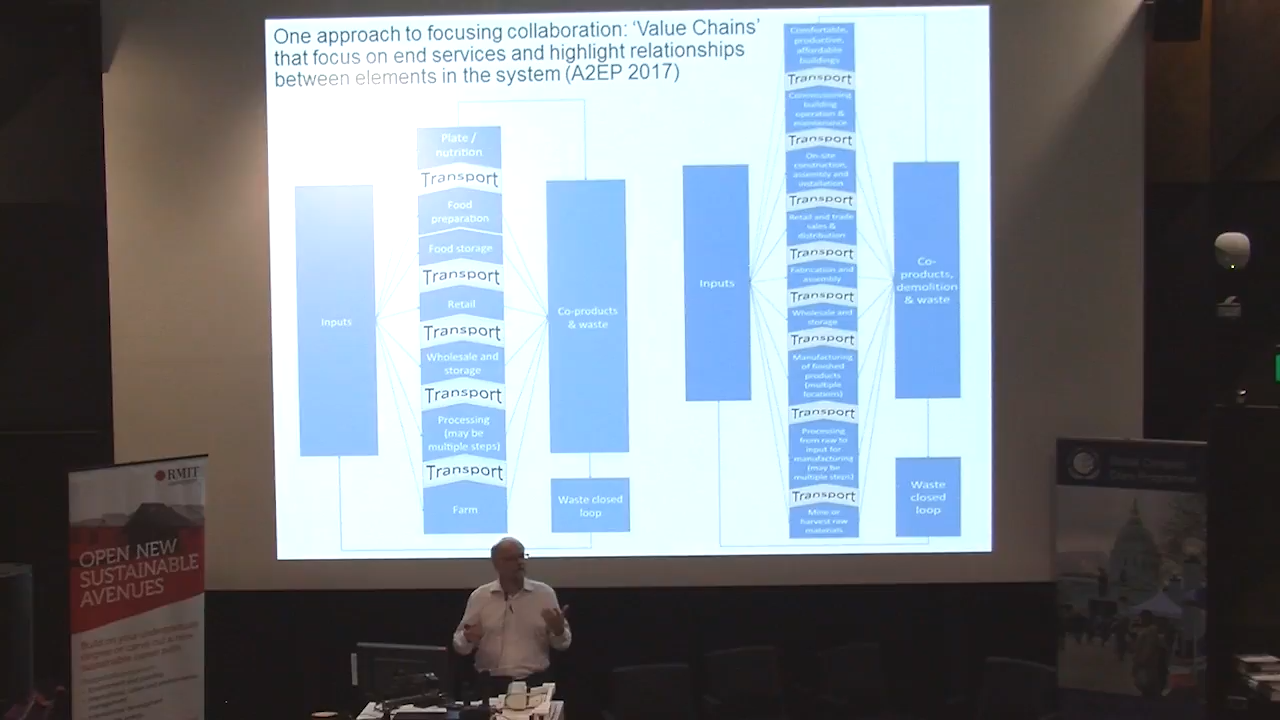 One approach to focusing collaboration: 'Value Chains'
that focus on end services and highlight relationships
between elements in the system (A2EP 2017)
Inputs
Plate /
nutrition
Transport
Food
preparation
Food storage
Transport
Retail
Transport
Wholesale and
storage
Transport
Processing
(may be
multiple steps)
Transport
Farm
Co-products
& waste
Waste closed
loop
Inputs
Comfortable,
productive,
affordable
buildings
Transport
Commissioning
building
operation &
maintenance
Transport
On-site
construction,
assembly and
installation
Transport
Retail and trade
sales &
distribution
Transport
Fabrication and
assembly
Transport
Wholesale and
storage
Transport
Manufacturing
of finished
products
(multiple
locations)
Transport
Processing
from raw to
input for
manufacturing
(may be
multiple steps)
Transport
Mine or
harvest raw
materials
Co-
products,
demolition
& waste
Waste
closed
loop
RMIT
OPEN NEW
SUSTAINABLE
AVENUES